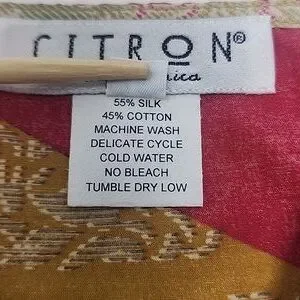 CITRON®
55% SILK
45% COTTON
MACHINE WASH
DELICATE CYCLE
COLD WATER
NO BLEACH
TUMBLE DRY LOW